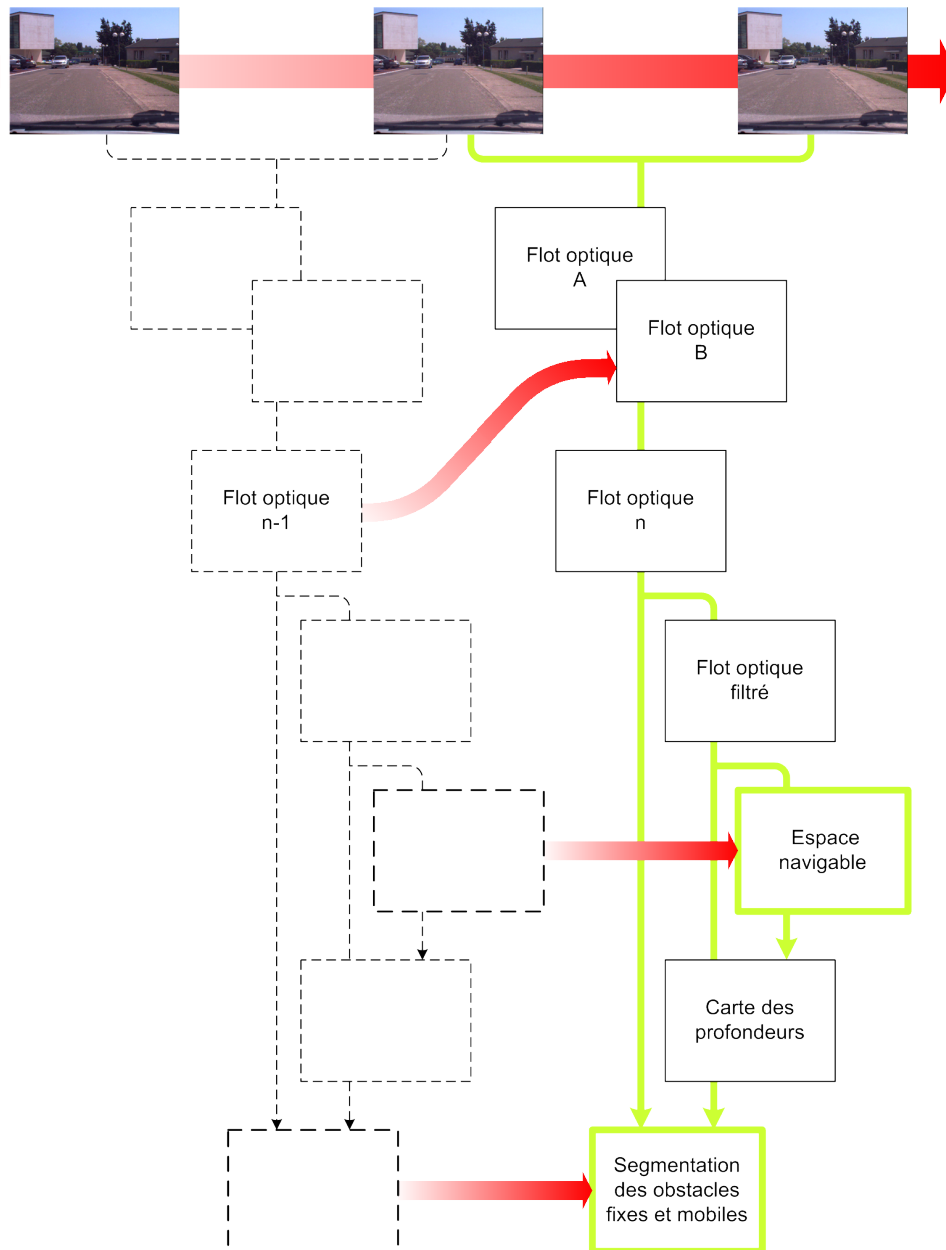 Flot optique
A
Flot optique
B
Flot optique
n-1
Flot optique
n
Flot optique
filtré
Espace
navigable
Carte des
profondeurs
Segmentation
des obstacles
fixes et mobiles